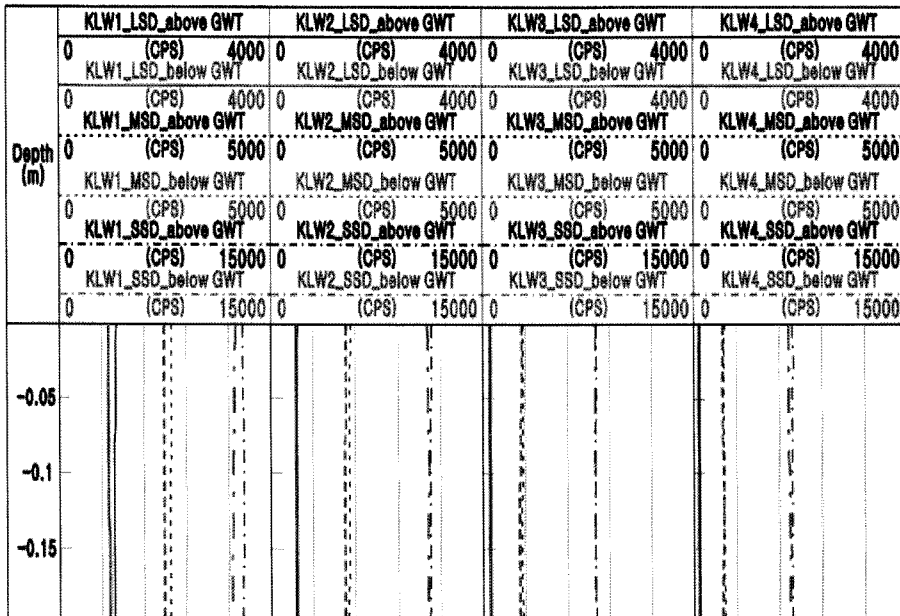 KLW1_LSD_above GWT KLW2_LSD_above GWT KLW3_LSD_above GWT KLW4_LSD_above GWT
0 (CPS) 4000 0 (CPS) 4000 0 (CPS) 4000 0 (CPS) 4000
KLW1_LSD_below GWT KLW2_LSD_below GWT KLW3_LSD_below GWT KLW4_LSD_below GWT
0 (CPS) 4000 0 (CPS) 4000 0 (CPS) 4000 0 (CPS) 4000
KLW1_MSD_above GWT KLW2_MSD_above GWT KLW3_MSD_above GWT KLW4_MSD_above GWT
Depth (m)
0 (CPS) 5000 0 (CPS) 5000 0 (CPS) 5000 0 (CPS) 5000
KLW1_MSD_below GWT KLW2_MSD_below GWT KLW3_MSD_below GWT KLW4_MSD_below GWT
0 (CPS) 5000 0 (CPS) 5000 0 (CPS) 5000 0 (CPS) 5000
KLW1_SSD_above GWT KLW2_SSD_above GWT KLW3_SSD_above GWT KLW4_SSD_above GWT
0 (CPS) 15000 0 (CPS) 15000 0 (CPS) 15000 0 (CPS) 15000
KLW1_SSD_below GWT KLW2_SSD_below GWT KLW3_SSD_below GWT KLW4_SSD_below GWT
0 (CPS) 15000 0 (CPS) 15000 0 (CPS) 15000 0 (CPS) 15000
-0.05
-0.1
-0.15